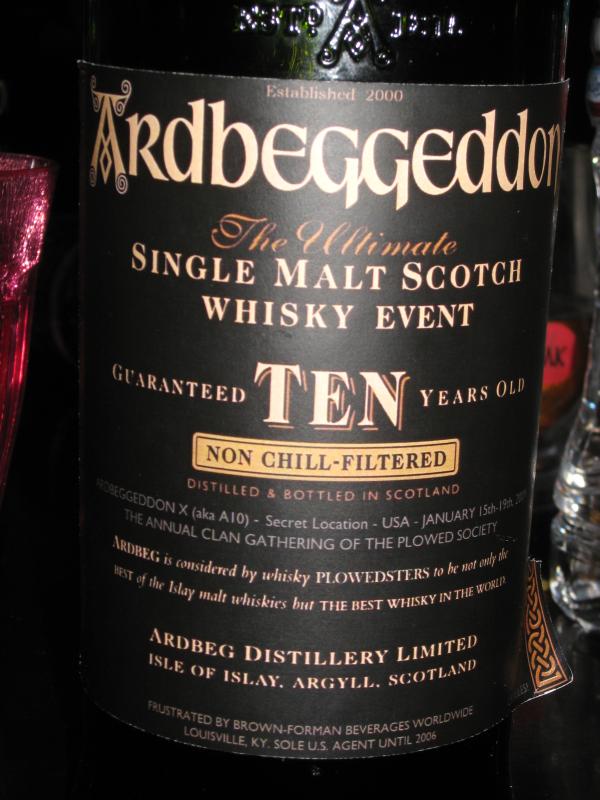 Established 2000
Ardbeggeddon
The Ultimate
SINGLE MALT SCOTCH
WHISKY EVENT
GUARANTEED TEN YEARS OLD
NON CHILL-FILTERED
DISTILLED & BOTTLED IN SCOTLAND
ARDBEGGEDDON X (aka A10) - Secret Location - USA - JANUARY 15th-19th,
THE ANNUAL CLAN GATHERING OF THE PLOWED SOCIETY
ARDBEG is considered by whisky PLOWEDSTERS to be not only the
BEST of the Islay malt whiskies but THE BEST WHISKY IN THE WORLD.
ARDBEG DISTILLERY LIMITED
ISLE OF ISLAY, ARGYLL, SCOTLAND
FRUSTRATED BY BROWN-FORMAN BEVERAGES WORLDWIDE
LOUISVILLE, KY. SOLE U.S. AGENT UNTIL 2006